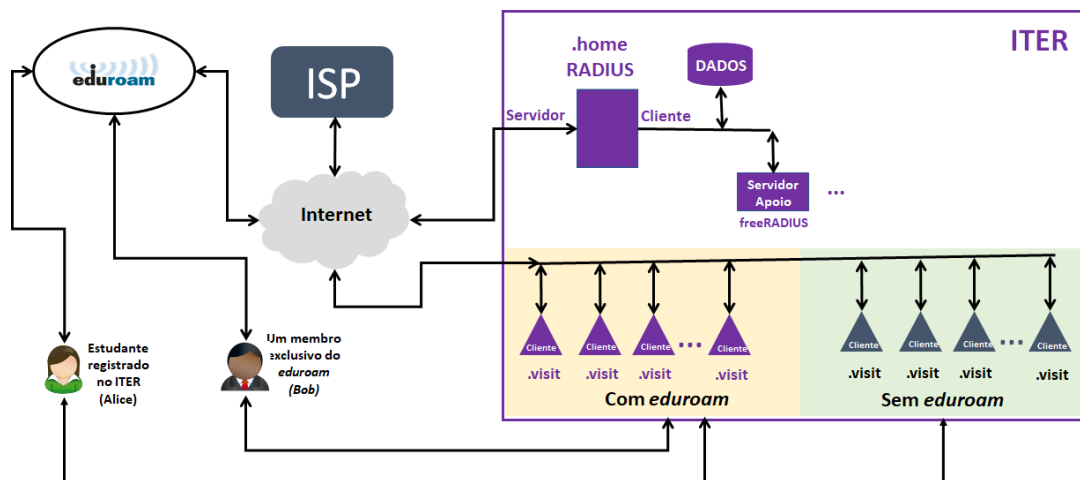 eduroam
ISP
Internet
ITER
.home
RADIUS
DADOS
Servidor
Cliente
Servidor
Apoio
...
freeRADIUS
Cliente
Cliente
Cliente
...
Cliente
.visit
.visit
.visit
.visit
Com eduroam
Cliente
Cliente
Cliente
...
Cliente
.visit
.visit
.visit
.visit
Sem eduroam
Estudante
registrado
no ITER
(Alice)
Um membro
exclusivo do
eduroam
(Bob)